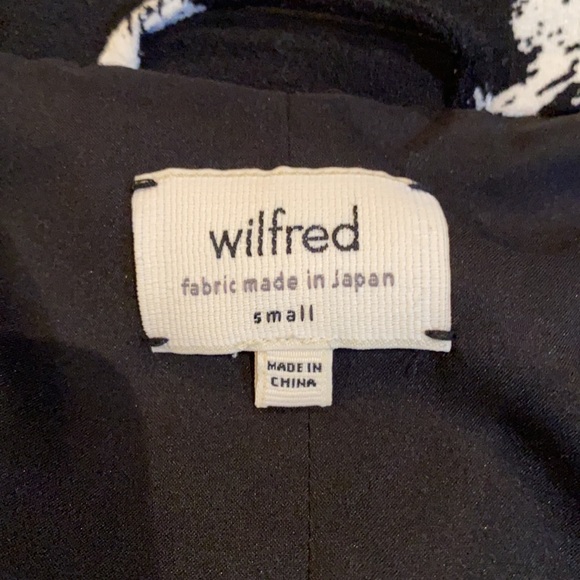 wilfred
fabric made in Japan
small
MADE IN
CHINA